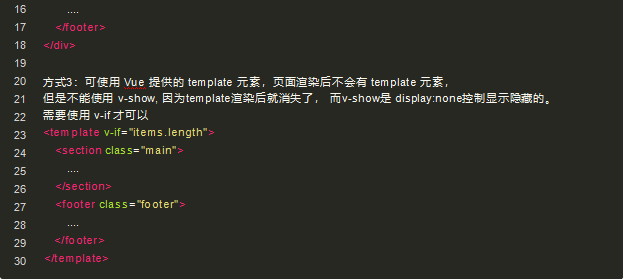 16 ....
17 </footer>
18 </div>
19
20 方式3：可使用 Vue 提供的 template 元素，页面渲染后不会有 template 元素，
21 但是不能使用 v-show, 因为template渲染后就消失了， 而v-show是 display:none控制显示隐藏的。
22 需要使用 v-if 才可以
23 <template v-if="items.length">
24 <section class="main">
25 ....
26 </section>
27 <footer class="footer">
28 ....
29 </footer>
30 </template>